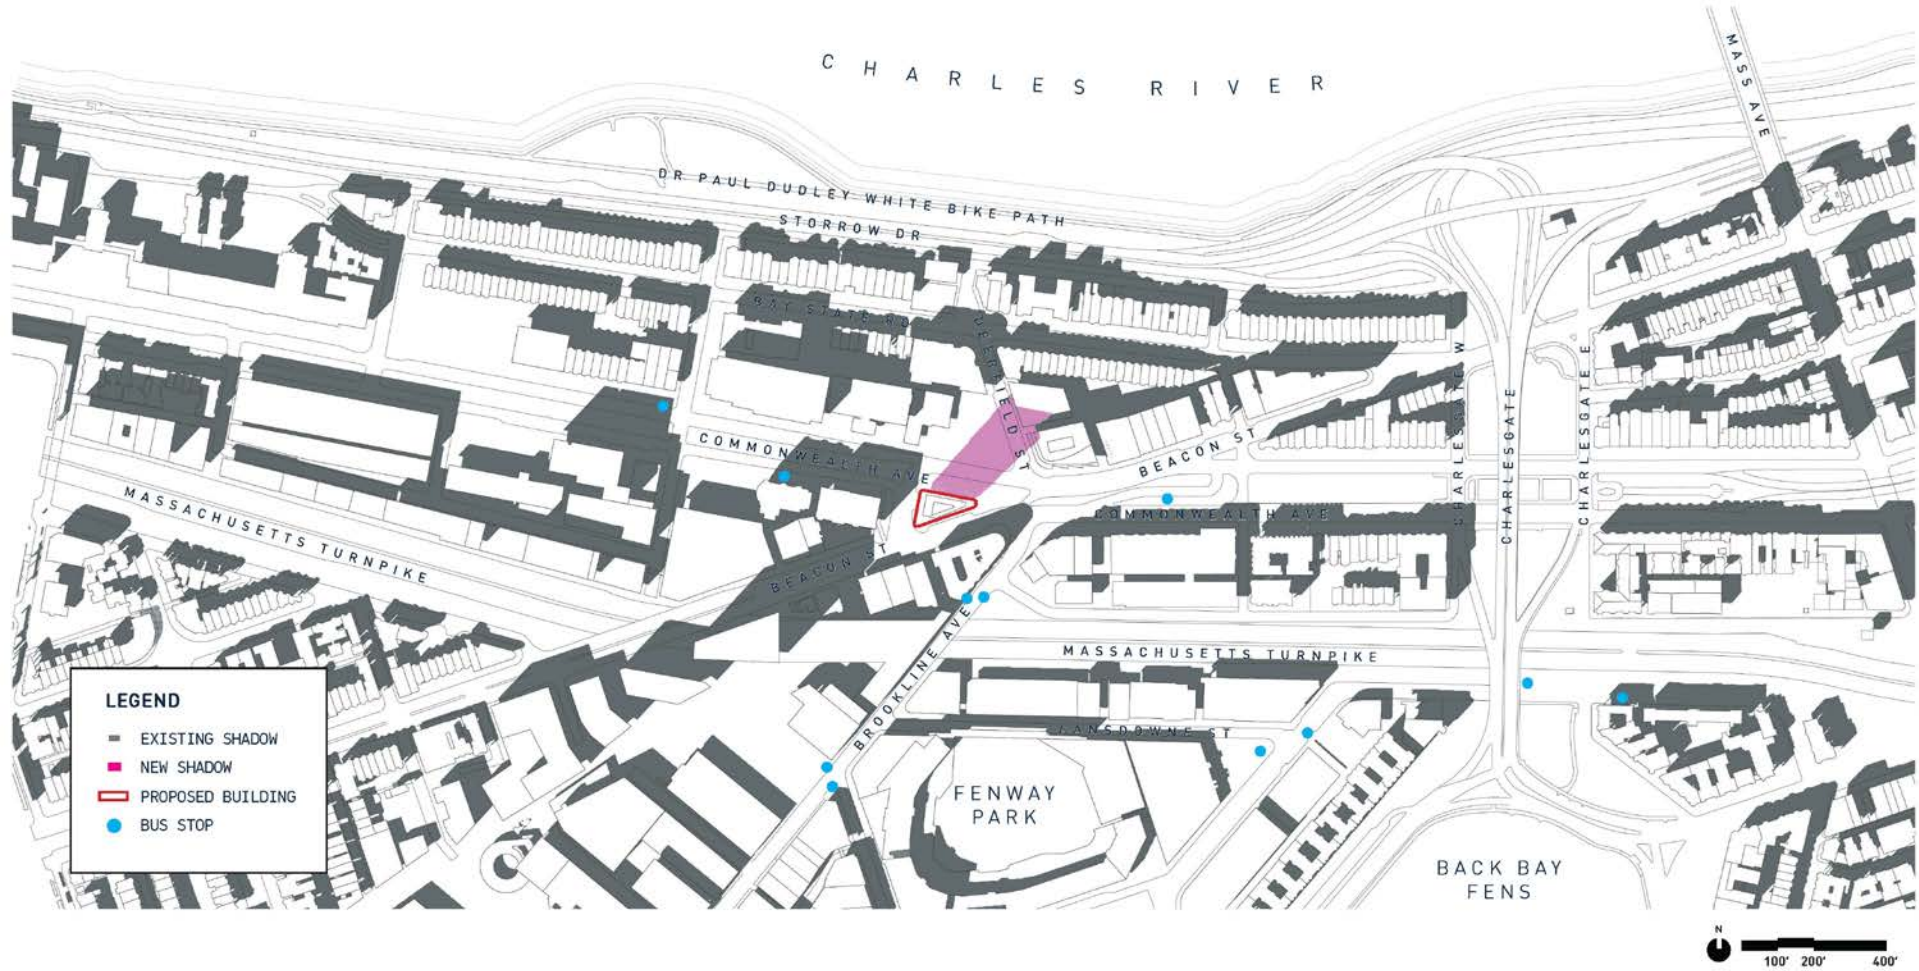 CHARLES RIVER
MASS AVE
DR PAUL DUDLEY WHITE BIKE PATH
STORROW DR
BAY STATE RD
DEERFIELD ST
COMMONWEALTH AVE
BEACON ST
CHARLESGATE W
CHARLESGATE
CHARLESGATE E
COMMONWEALTH AVE
MASSACHUSETTS TURNPIKE
BEACON ST
BROOKLINE AVE
MASSACHUSETTS TURNPIKE
LANSDOWNE ST
FENWAY
PARK
BACK BAY
FENS
LEGEND
EXISTING SHADOW
NEW SHADOW
PROPOSED BUILDING
BUS STOP
N
100' 200' 400'